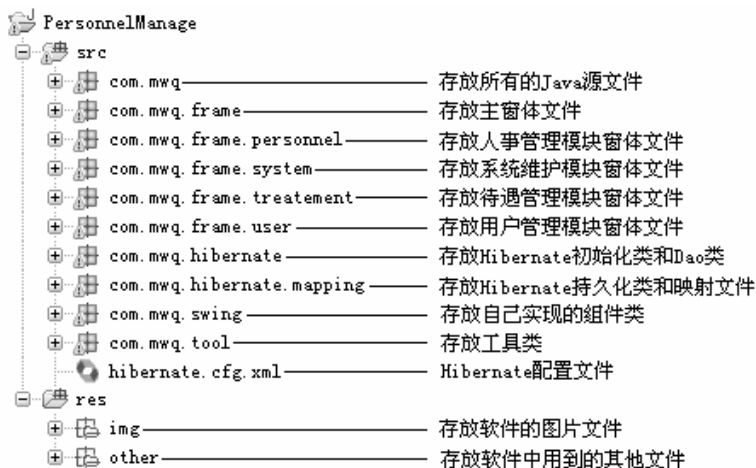 PersonnelManage
src
com.mwq 存放所有的Java源文件
com.mwq.frame 存放主窗体文件
com.mwq.frame.personnel 存放人事管理模块窗体文件
com.mwq.frame.system 存放系统维护模块窗体文件
com.mwq.frame.treatement 存放待遇管理模块窗体文件
com.mwq.frame.user 存放用户管理模块窗体文件
com.mwq.hibernate 存放Hibernate初始化类和Dao类
com.mwq.hibernate.mapping 存放Hibernate持久化类和映射文件
com.mwq.swing 存放自己实现的组件类
com.mwq.tool 存放工具类
hibernate.cfg.xml Hibernate配置文件
res
img 存放软件的图片文件
other 存放软件中用到的其他文件